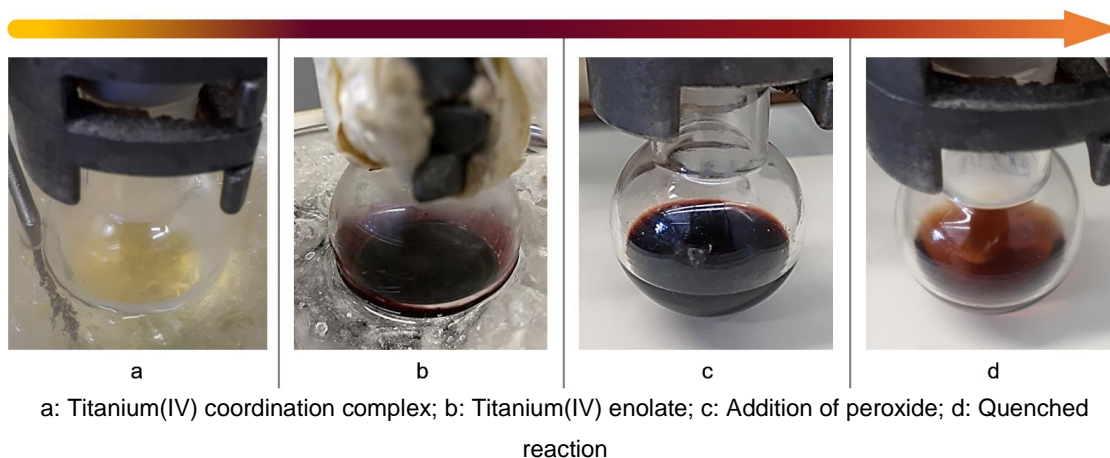 a
b
c
d
a: Titanium(IV) coordination complex; b: Titanium(IV) enolate; c: Addition of peroxide; d: Quenched
reaction